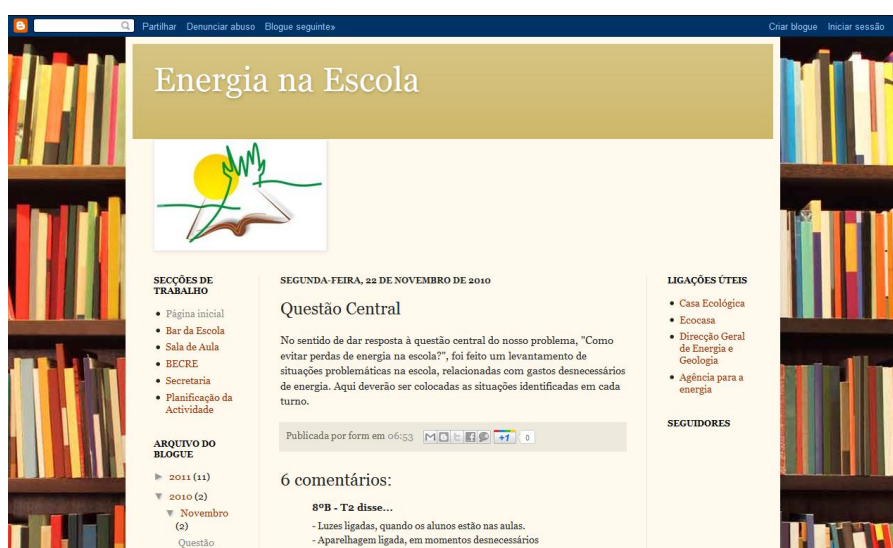 Partilhar Denunciar abuso Blogue seguinte»
Criar blogue Iniciar sessão
Energia na Escola
SECÇÕES DE
TRABALHO
Página inicial
Bar da Escola
Sala de Aula
BECRE
Secretaria
Planificação da
Actividade
ARQUIVO DO
BLOGUE
► 2011 (11)
▼ 2010 (2)
▼ Novembro
(2)
Questão
SEGUNDA-FEIRA, 22 DE NOVEMBRO DE 2010
Questão Central
No sentido de dar resposta à questão central do nosso problema, "Como
evitar perdas de energia na escola?", foi feito um levantamento de
situações problemáticas na escola, relacionadas com gastos desnecessários
de energia. Aqui deverão ser colocadas as situações identificadas em cada
turno.
Publicada por form em 06:53
+1 0
6 comentários:
8ºB - T2 disse...
- Luzes ligadas, quando os alunos estão nas aulas.
- Aparelhagem ligada, em momentos desnecessários
LIGAÇÕES ÚTEIS
Casa Ecológica
Ecocasa
Direcção Geral
de Energia e
Geologia
Agência para a
energia
SEGUIDORES